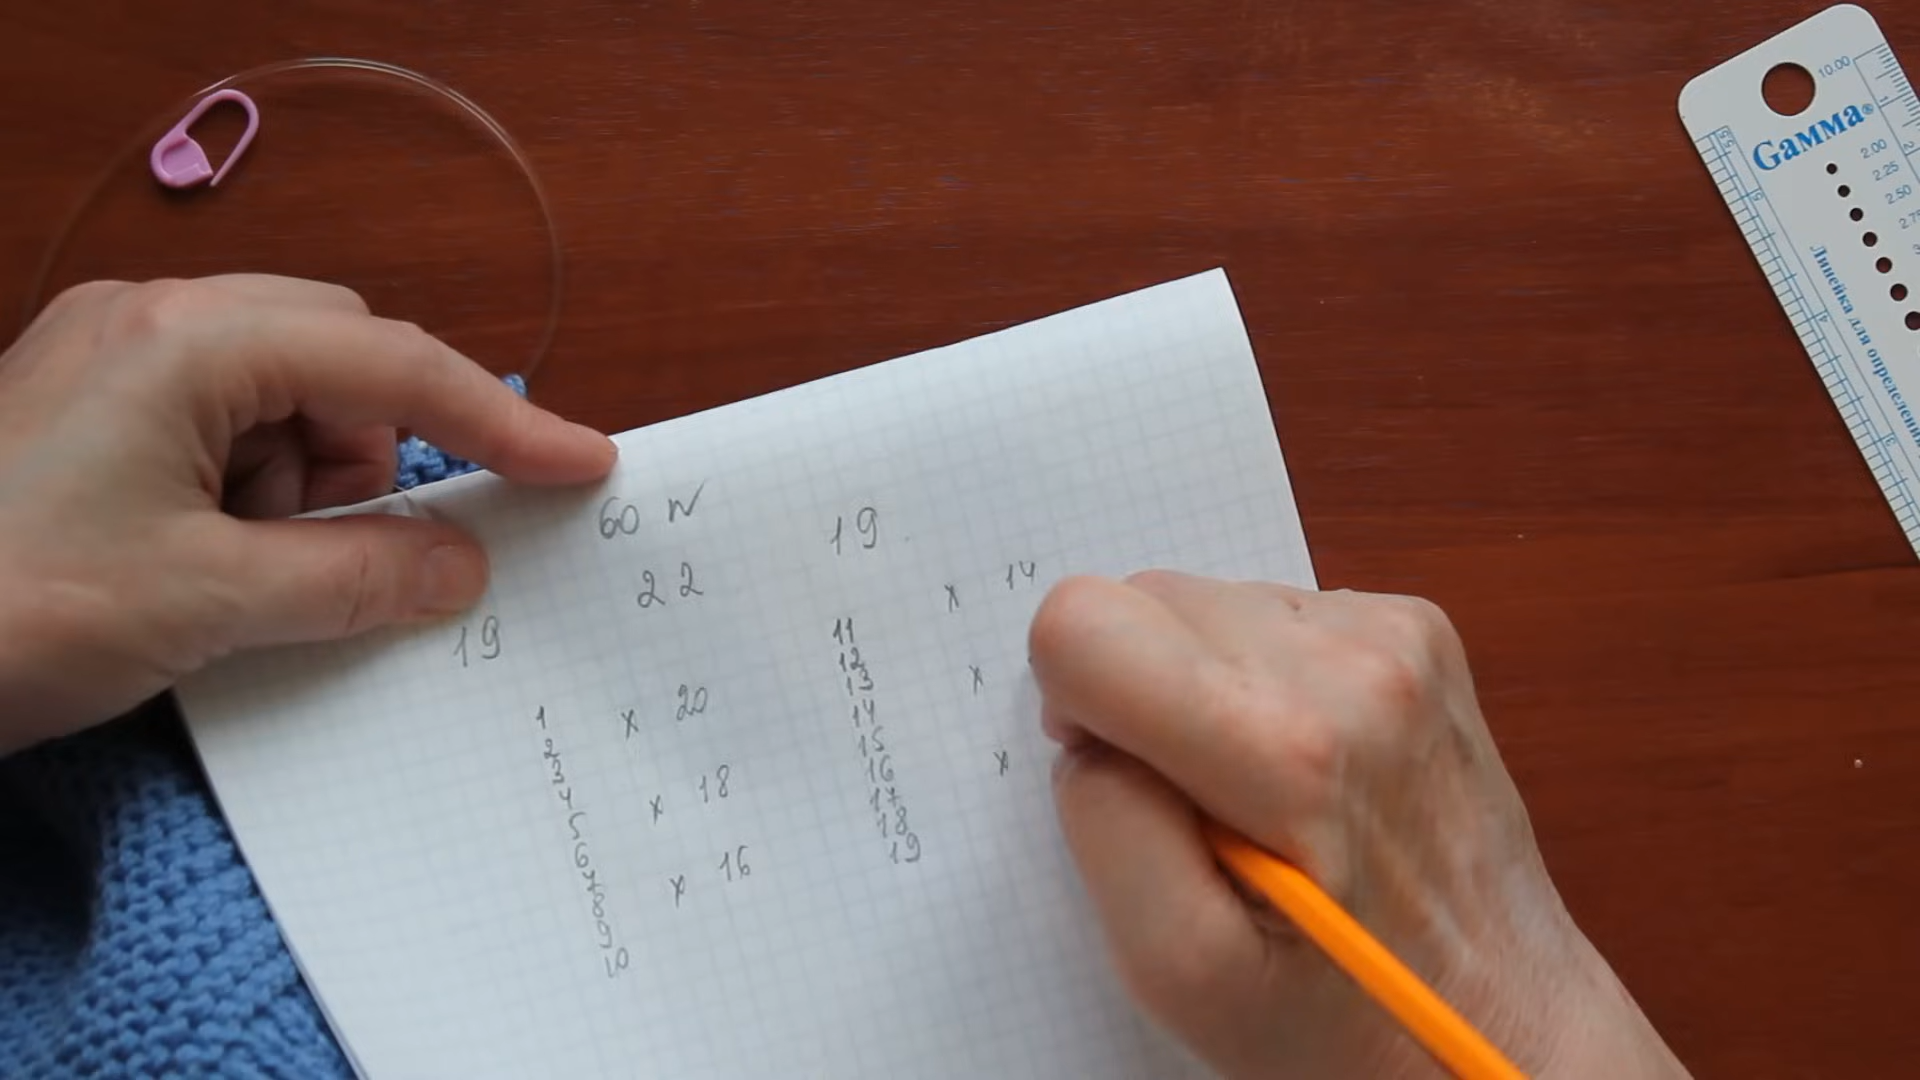 60 п
22
19
19
1
2
3
4
5
6
7
8
9
10
x 20
x 18
x 16
11
12
13
14
15
16
17
18
19
x 14
x
x
Gamma®
10.00
2.00
2.25
2.50
Линейка для определения